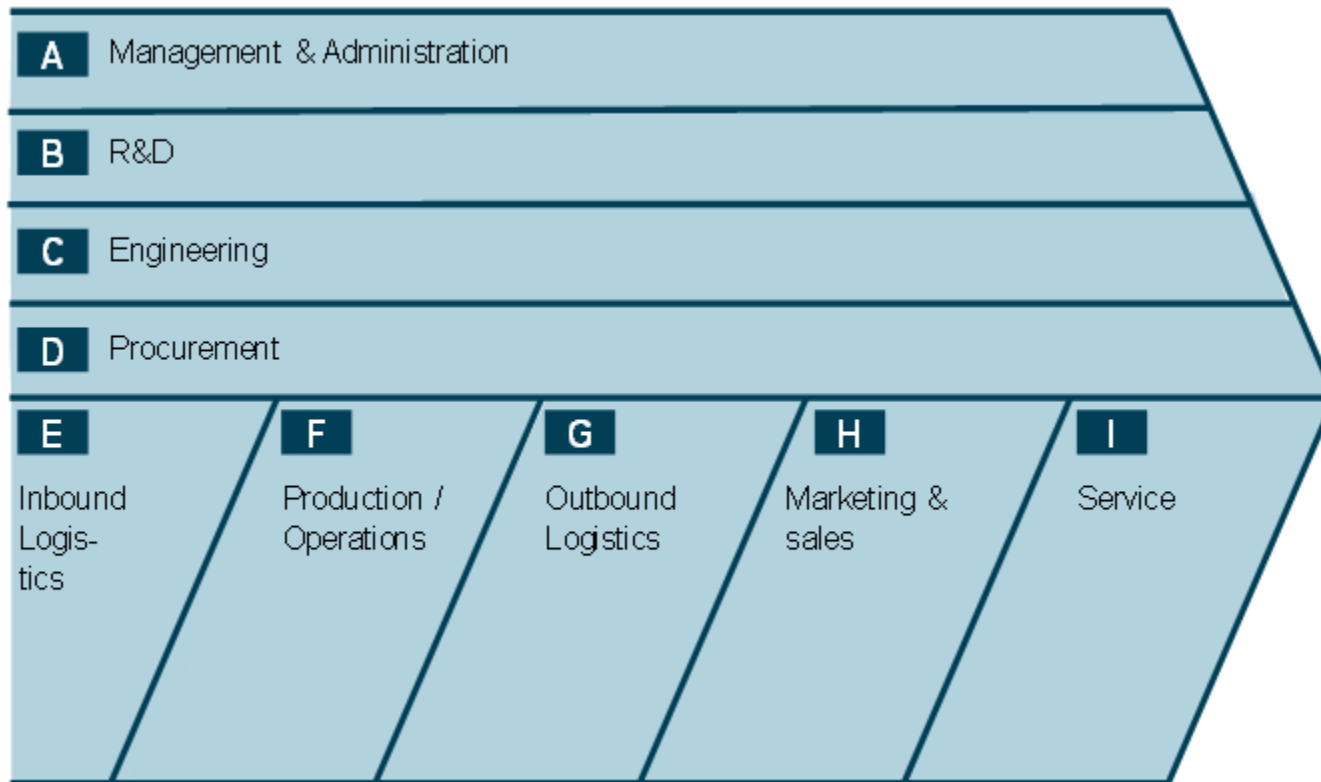 A Management & Administration
B R&D
C Engineering
D Procurement
E
Inbound
Logis-
tics
F
Production /
Operations
G
Outbound
Logistics
H
Marketing &
sales
I
Service